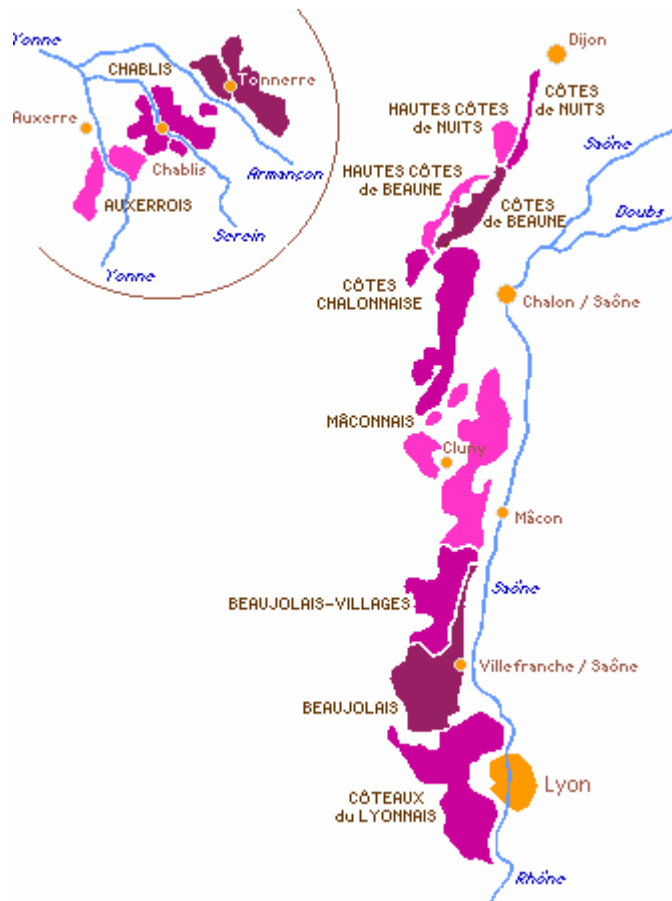 Yonne
CHABLIS
Tonnerre
Auxerre
Chablis
Armançon
AUXERROIS
Serein
Yonne
Dijon
CÔTES
de NUITS
HAUTES CÔTES
de NUITS
Saône
HAUTES CÔTES
de BEAUNE
CÔTES
de BEAUNE
Doubs
CÔTES
CHALONNAISE
Chalon / Saône
MÂCONNAIS
Cluny
Mâcon
Saône
BEAUJOLAIS-VILLAGES
Villefranche / Saône
BEAUJOLAIS
Lyon
CÔTEAUX
du LYONNAIS
Rhône